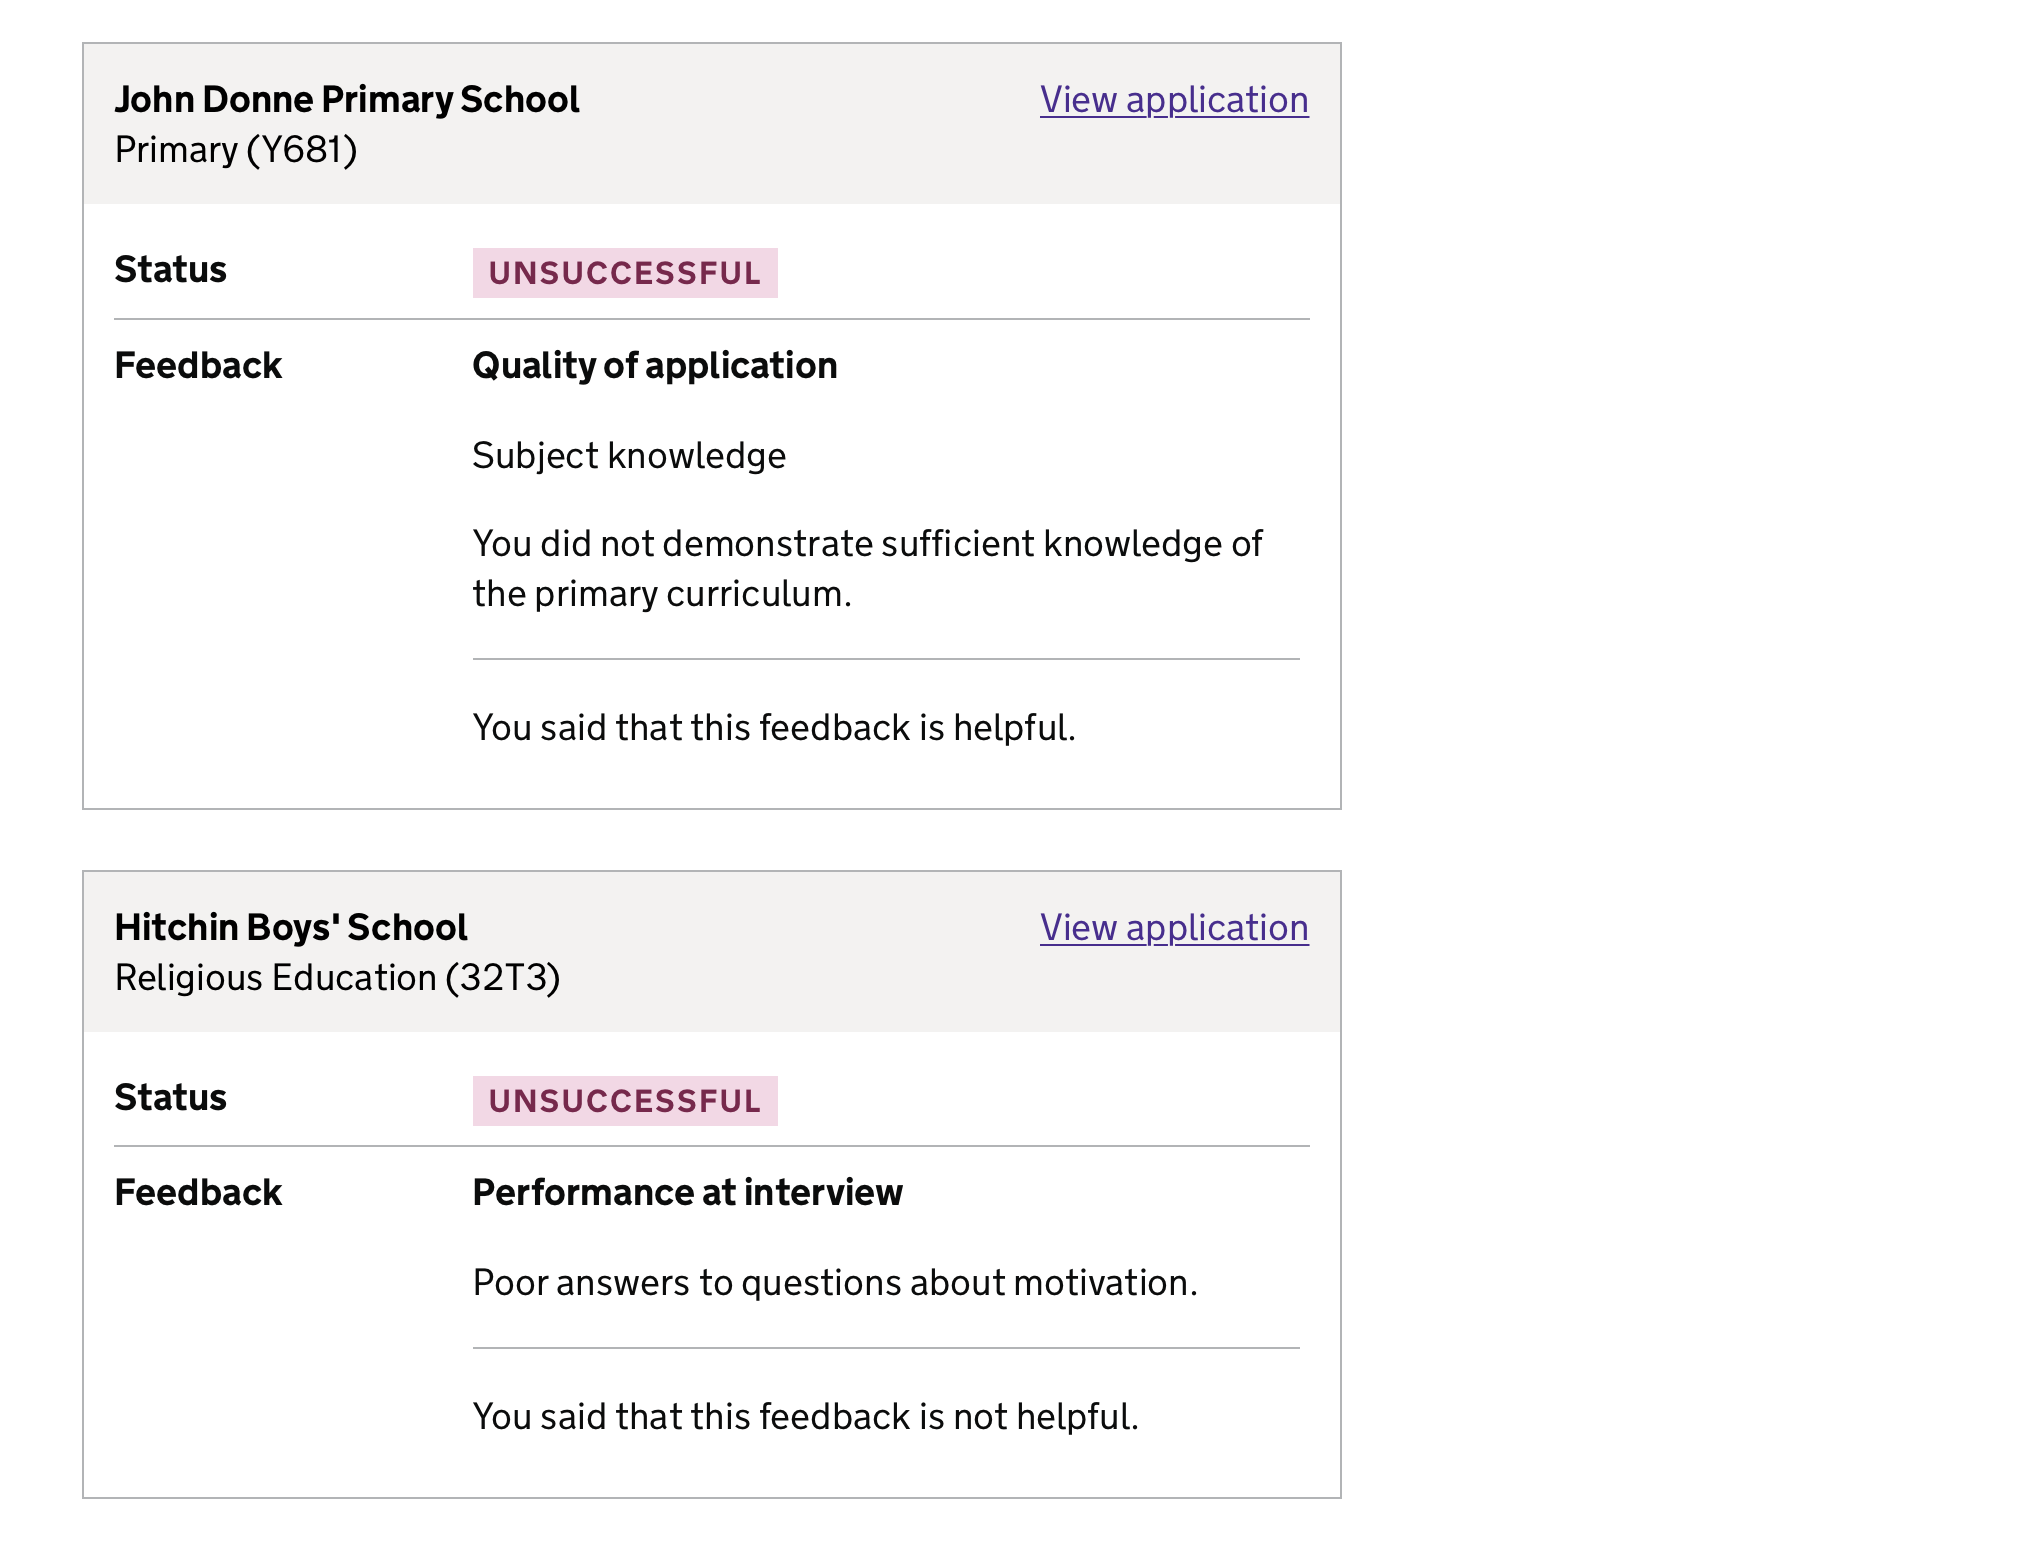 John Donne Primary School
View application
Primary (Y681)
Status
UNSUCCESSFUL
Feedback
Quality of application
Subject knowledge
You did not demonstrate sufficient knowledge of
the primary curriculum.
You said that this feedback is helpful.
Hitchin Boys' School
View application
Religious Education (32T3)
Status
UNSUCCESSFUL
Feedback
Performance at interview
Poor answers to questions about motivation.
You said that this feedback is not helpful.